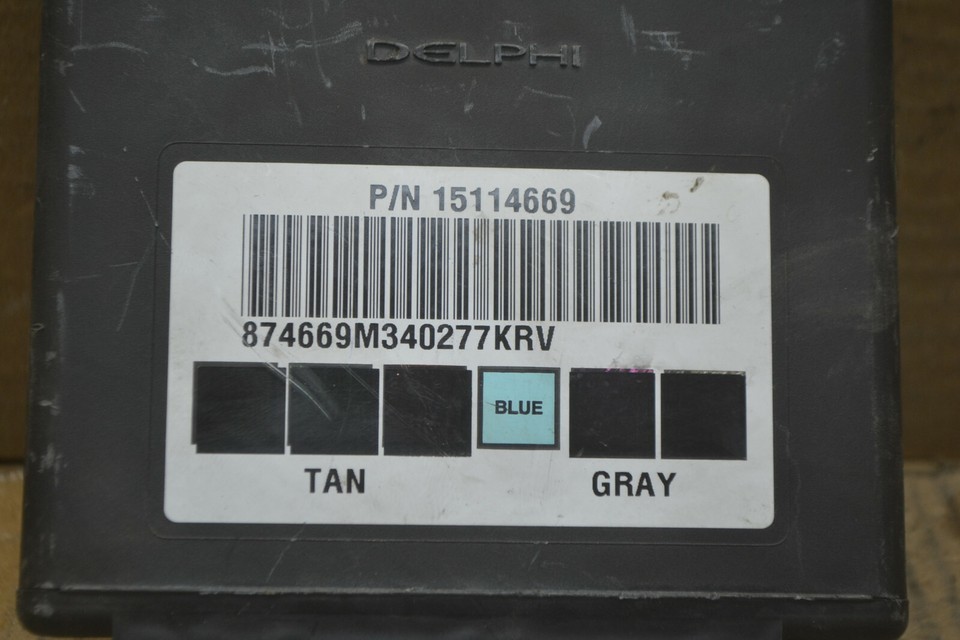 DELPHI
P/N 15114669
874669M340277KRV
BLUE
TAN GRAY